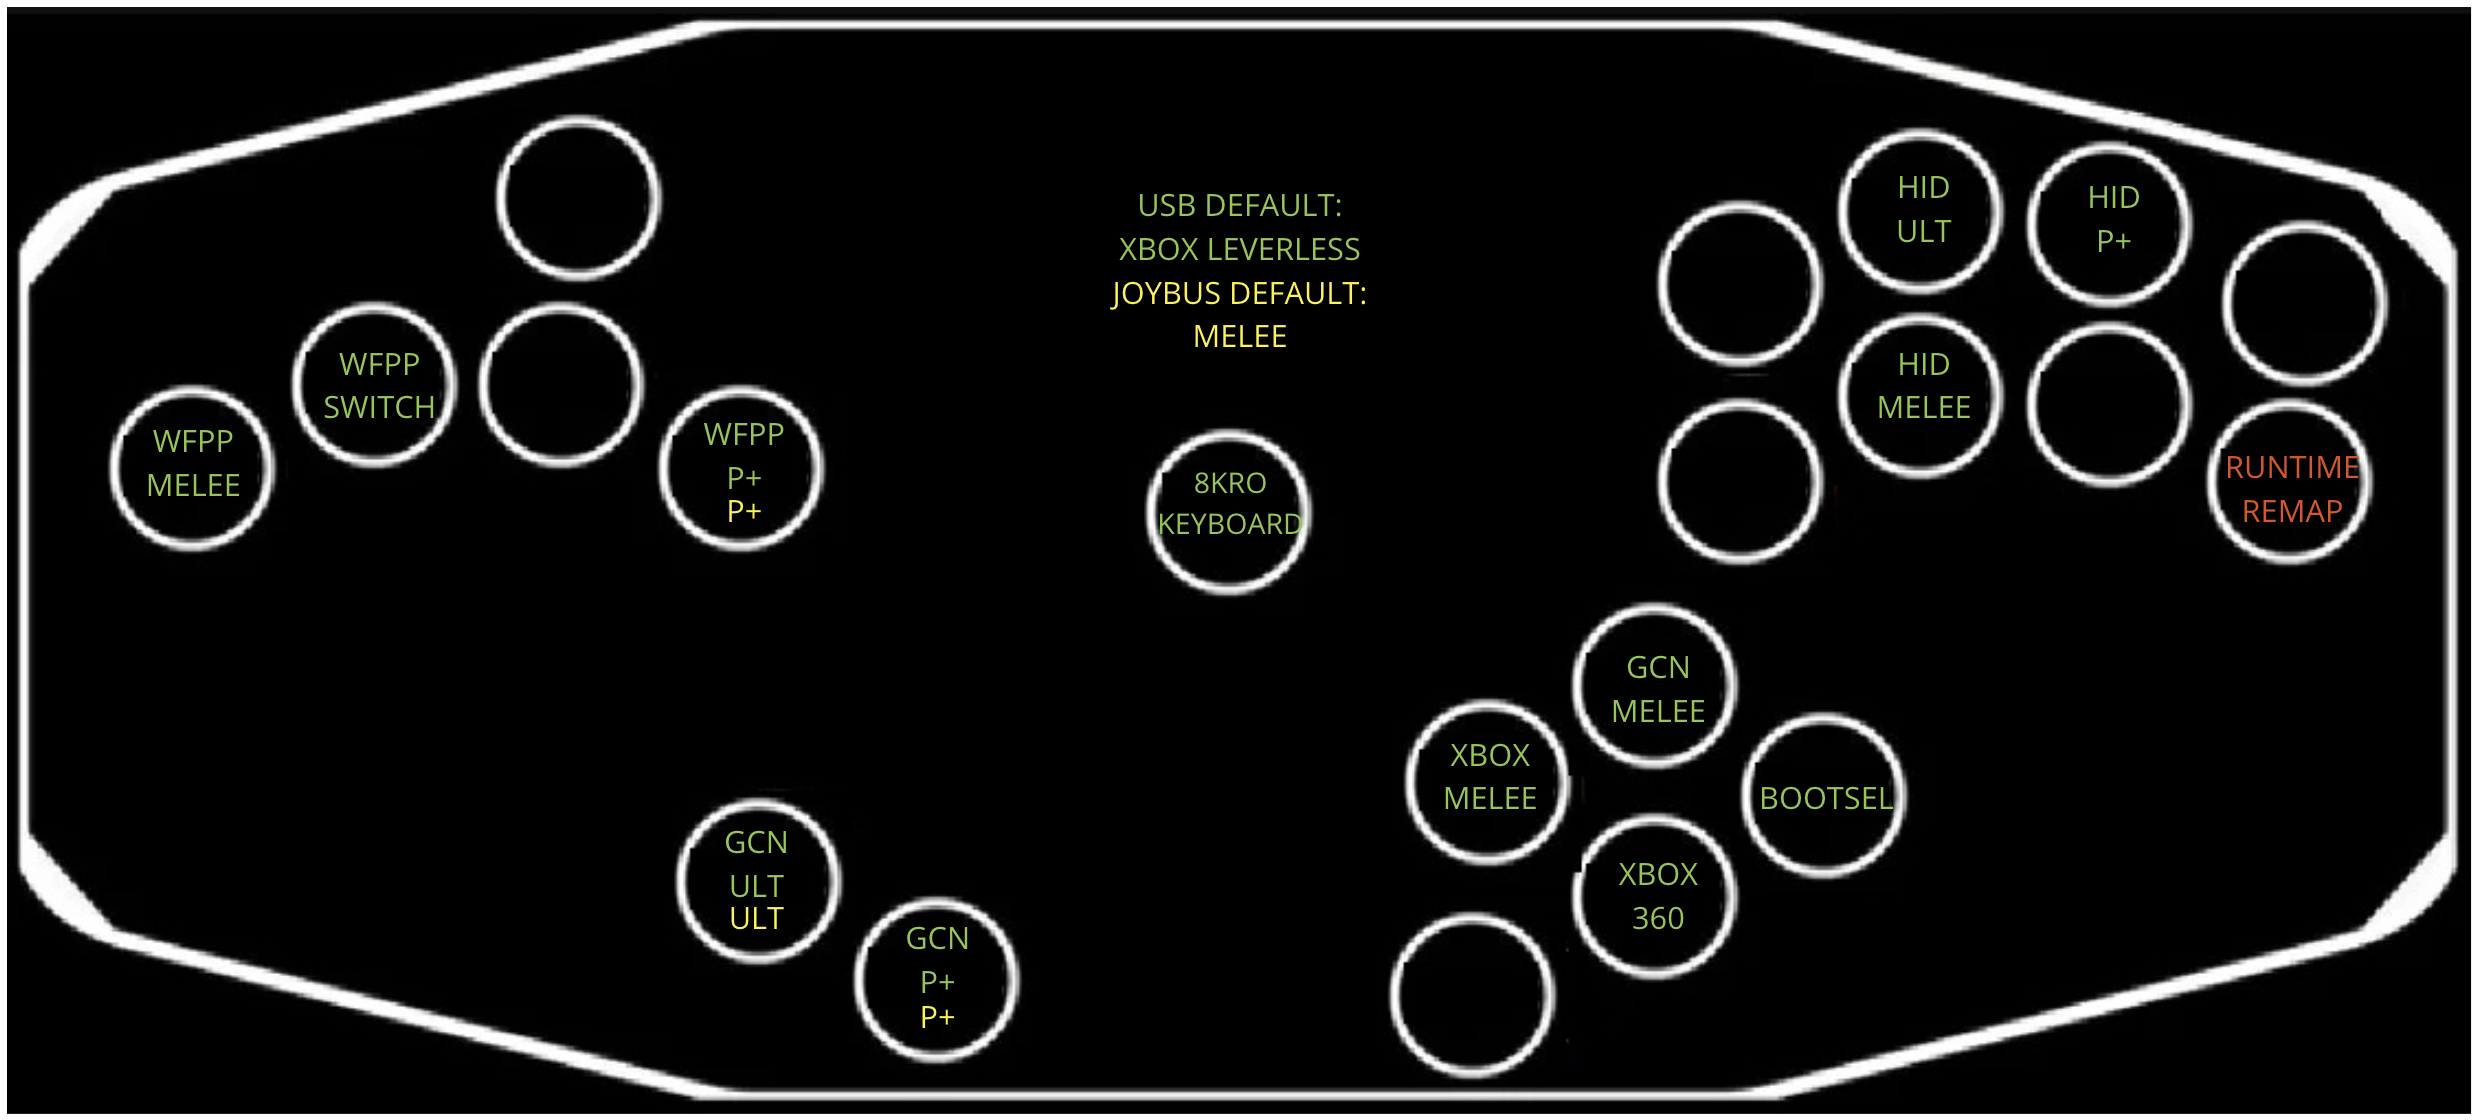 USB DEFAULT:
XBOX LEVERLESS
JOYBUS DEFAULT:
MELEE
WFPP
MELEE
WFPP
SWITCH
WFPP
P+
P+
8KRO
KEYBOARD
HID
ULT
HID
P+
HID
MELEE
RUNTIME
REMAP
GCN
ULT
ULT
GCN
P+
P+
XBOX
MELEE
GCN
MELEE
XBOX
360
BOOTSEL